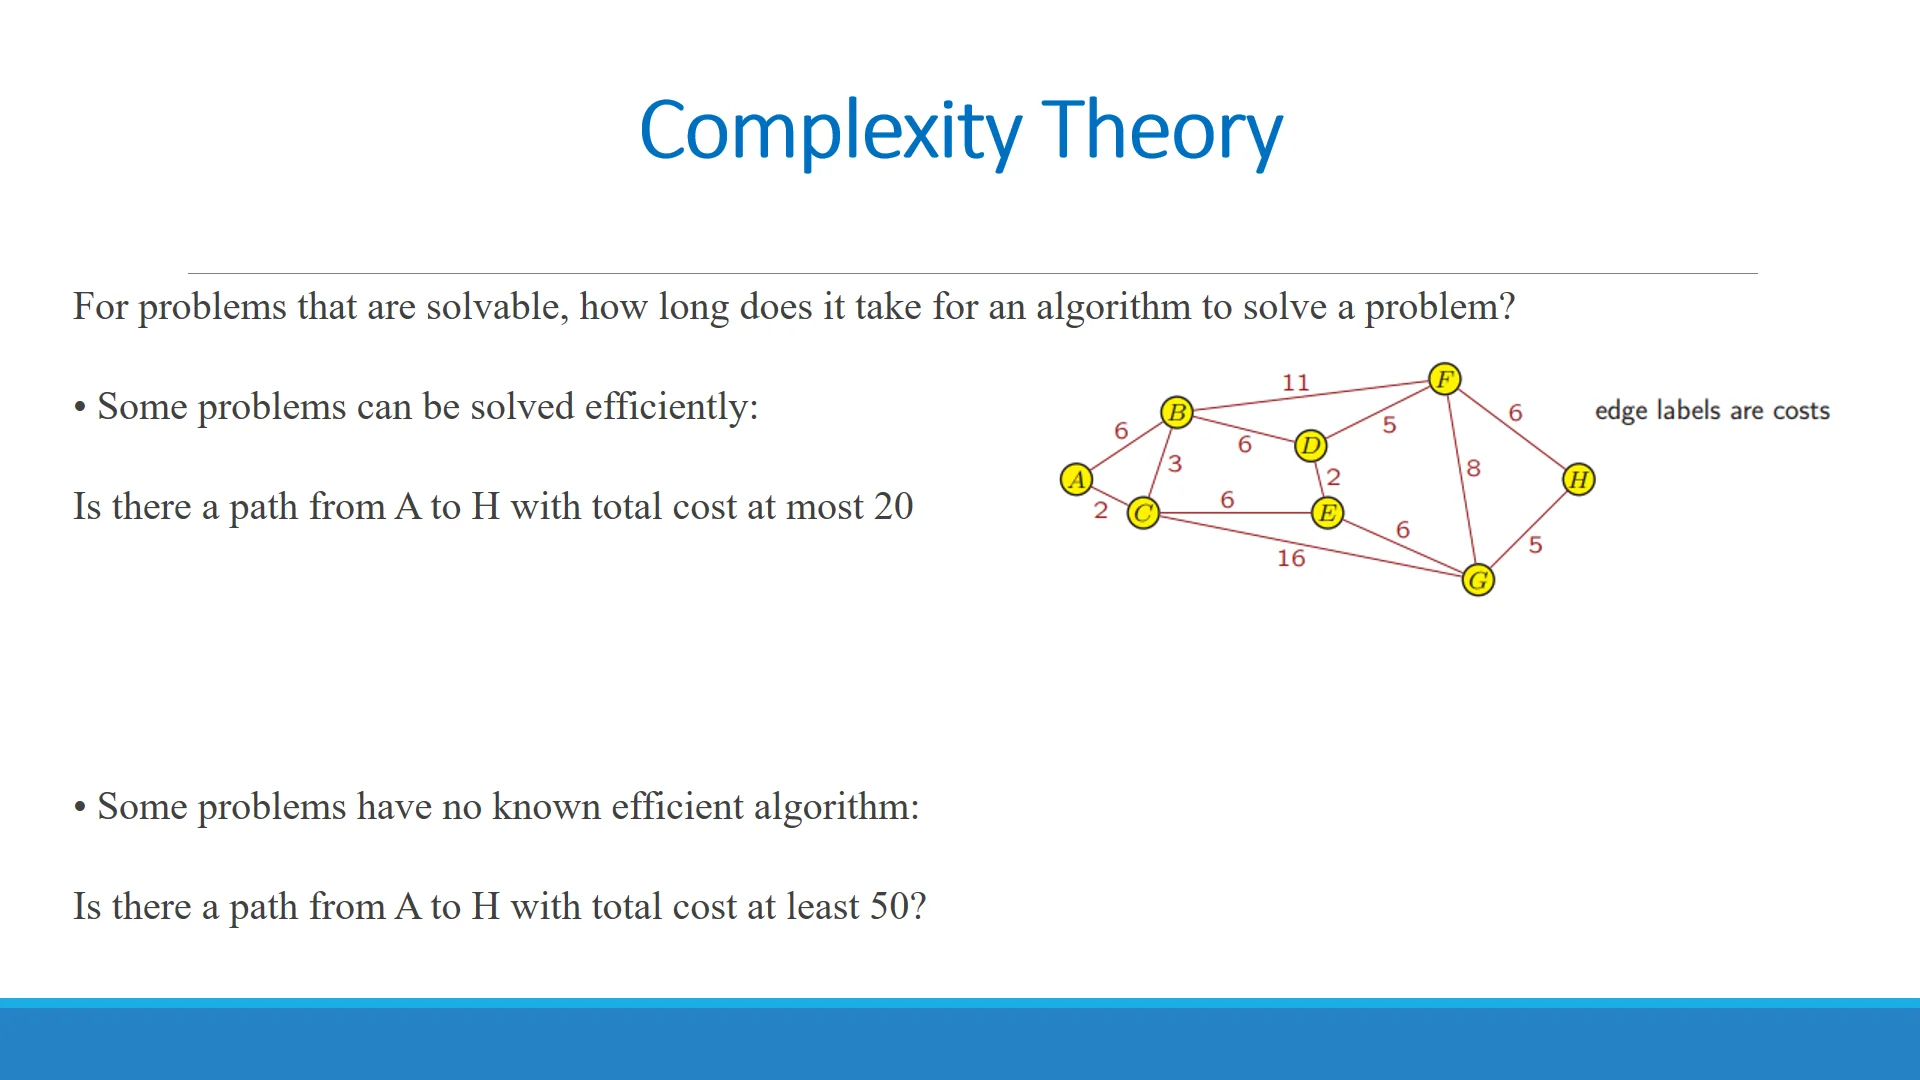 Complexity Theory
For problems that are solvable, how long does it take for an algorithm to solve a problem?
• Some problems can be solved efficiently:
Is there a path from A to H with total cost at most 20
11
F
6
edge labels are costs
B
6
5
6
D
3
8
A
2
H
2
C
6
E
6
5
16
G
• Some problems have no known efficient algorithm:
Is there a path from A to H with total cost at least 50?